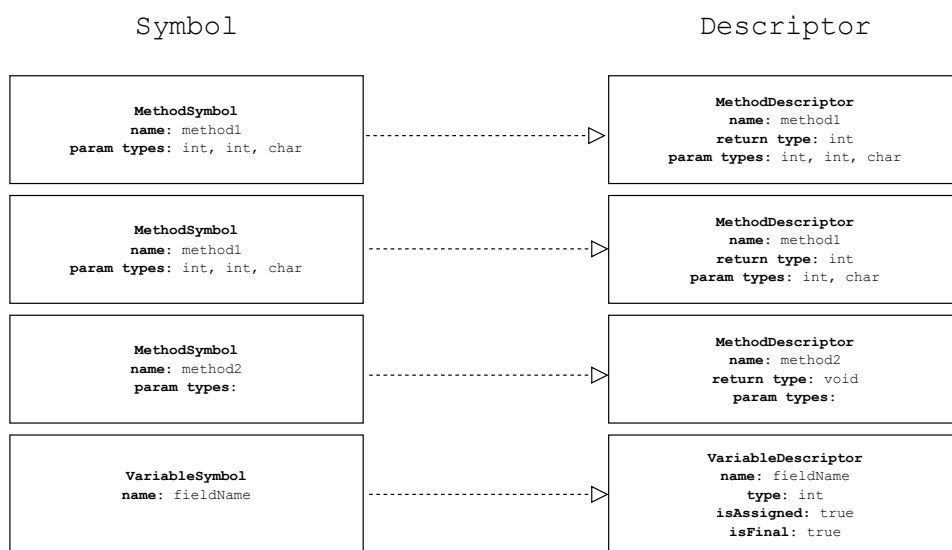 Symbol
Descriptor
MethodSymbol
name: method1
param types: int, int, char
MethodDescriptor
name: method1
return type: int
param types: int, int, char
MethodSymbol
name: method1
param types: int, int, char
MethodDescriptor
name: method1
return type: int
param types: int, char
MethodSymbol
name: method2
param types:
MethodDescriptor
name: method2
return type: void
param types:
VariableSymbol
name: fieldName
VariableDescriptor
name: fieldName
type: int
isAssigned: true
isFinal: true